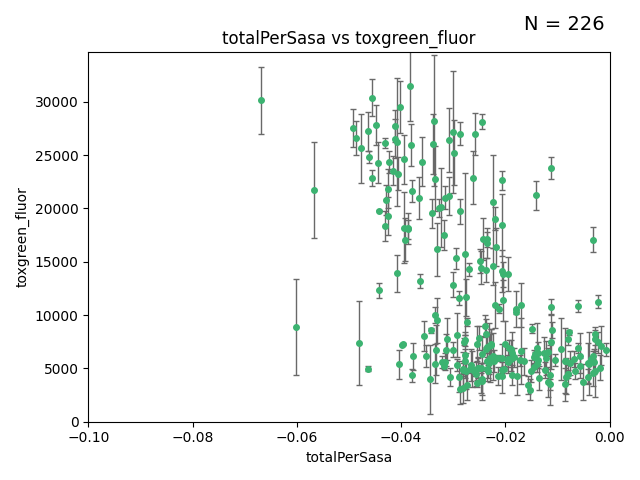 N = 226
totalPerSasa vs toxgreen_fluor
30000
25000
20000
15000
10000
5000
0
toxgreen_fluor
−0.10 −0.08 −0.06 −0.04 −0.02 0.00
totalPerSasa